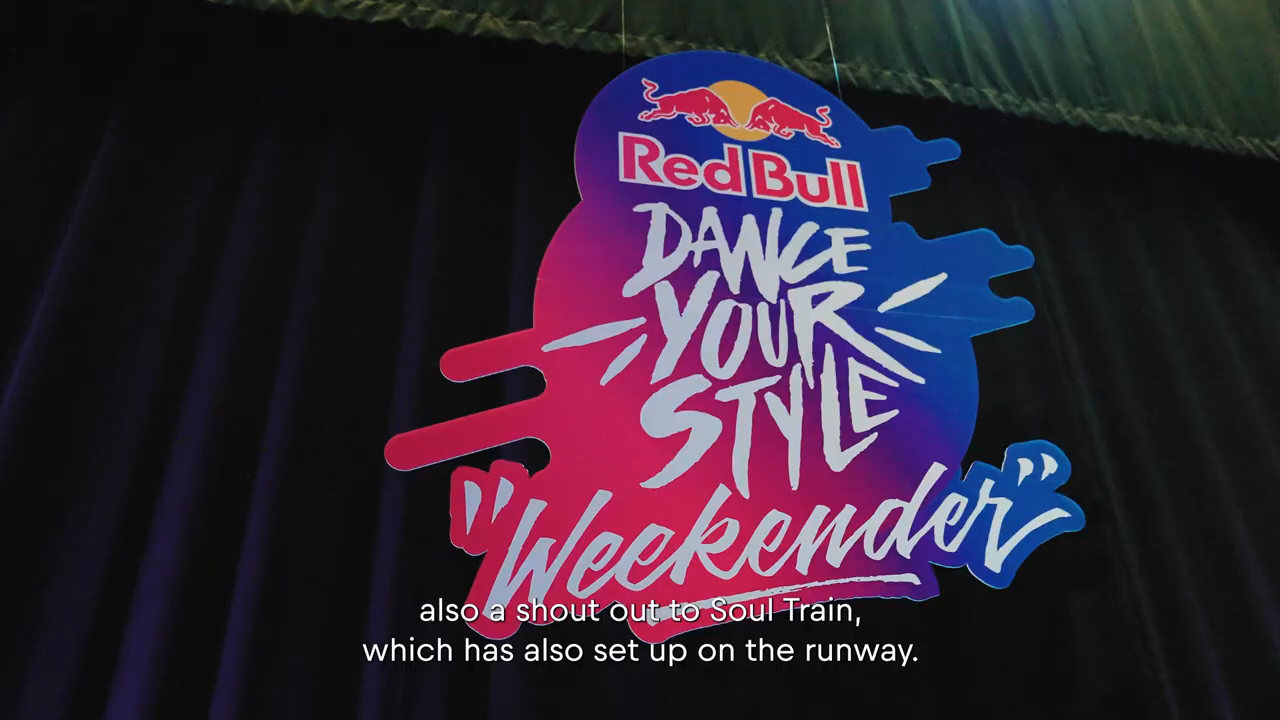 Red Bull
DANCE
YOUR
STYLE
"Weekender"
also a shout out to Soul Train,
which has also set up on the runway.